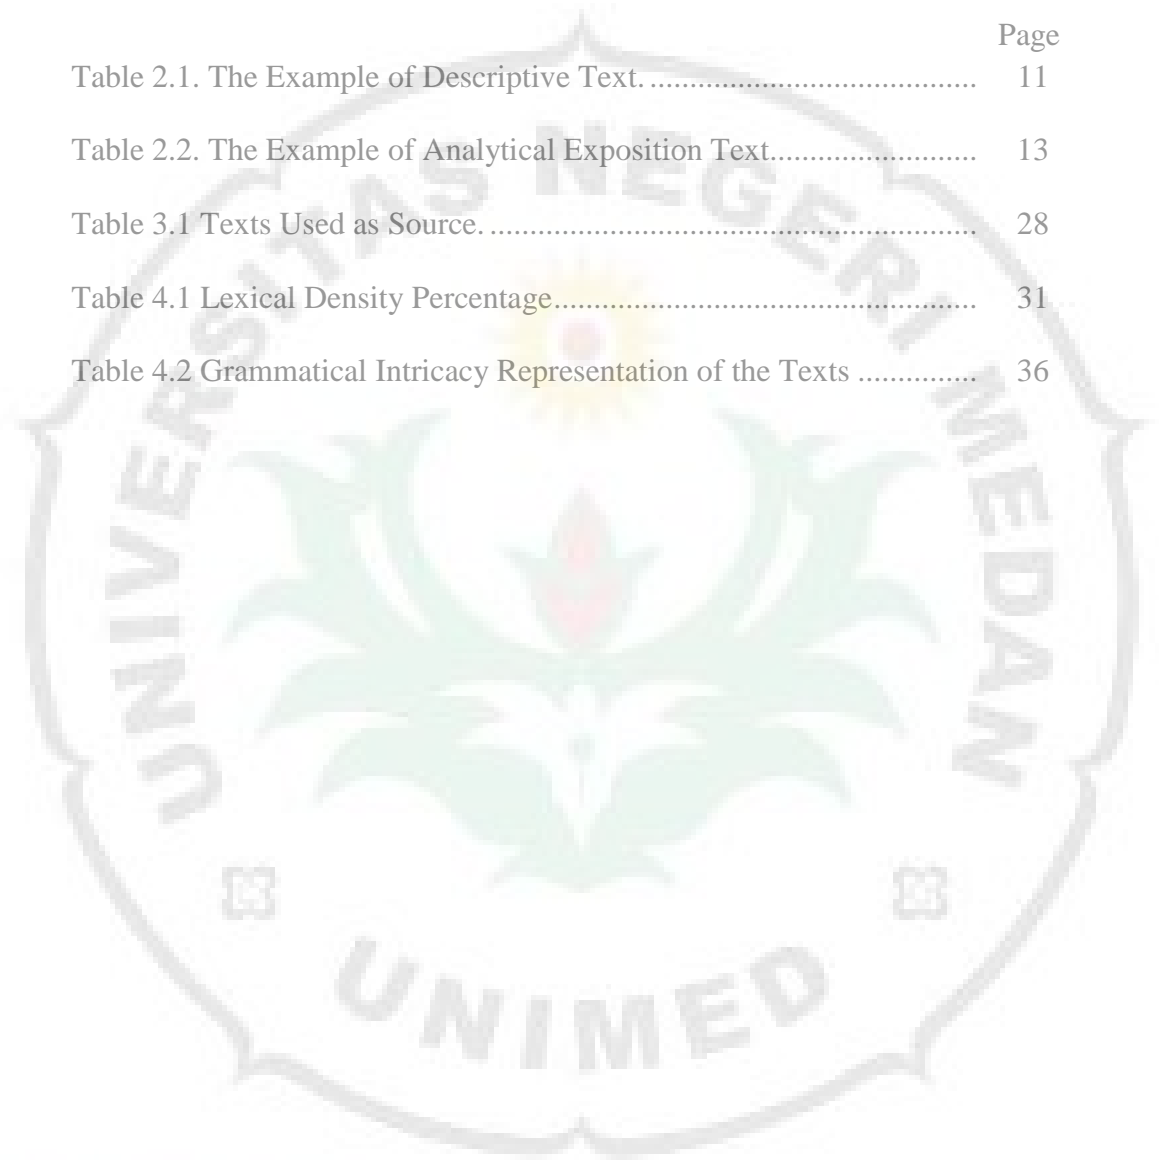 Page
Table 2.1. The Example of Descriptive Text. ......................................... 11
Table 2.2. The Example of Analytical Exposition Text.......................... 13
Table 3.1 Texts Used as Source. ............................................................. 28
Table 4.1 Lexical Density Percentage..................................................... 31
Table 4.2 Grammatical Intricacy Representation of the Texts ............... 36
UNIVERSITAS NEGERI MEDAN
UNIMED